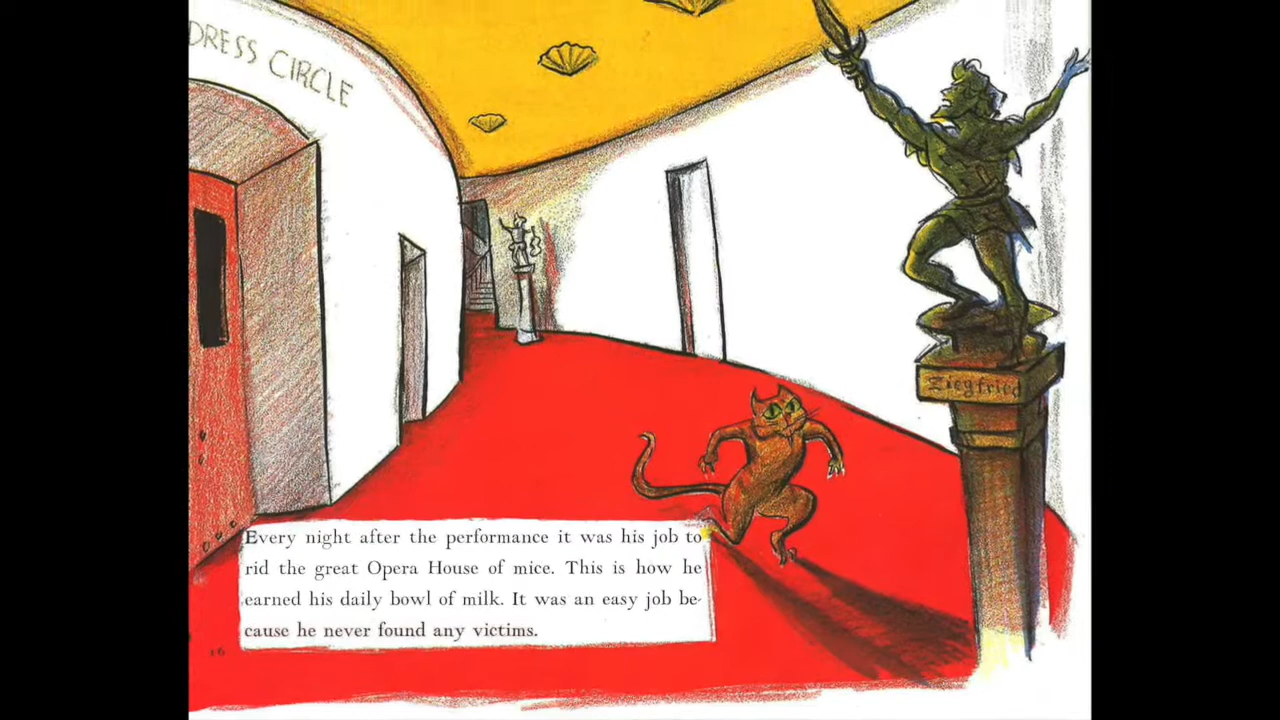 DRESS CIRCLE
Ziegfried
Every night after the performance it was his job to
rid the great Opera House of mice. This is how he
earned his daily bowl of milk. It was an easy job be-
cause he never found any victims.
16